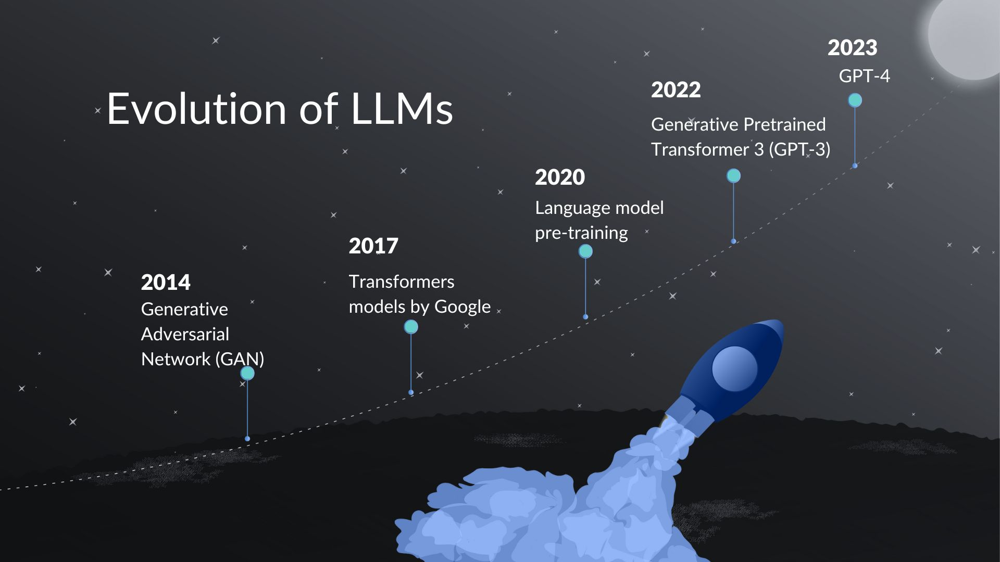 Evolution of LLMs
2014
Generative
Adversarial
Network (GAN)
2017
Transformers
models by Google
2020
Language model
pre-training
2022
Generative Pretrained
Transformer 3 (GPT-3)
2023
GPT-4